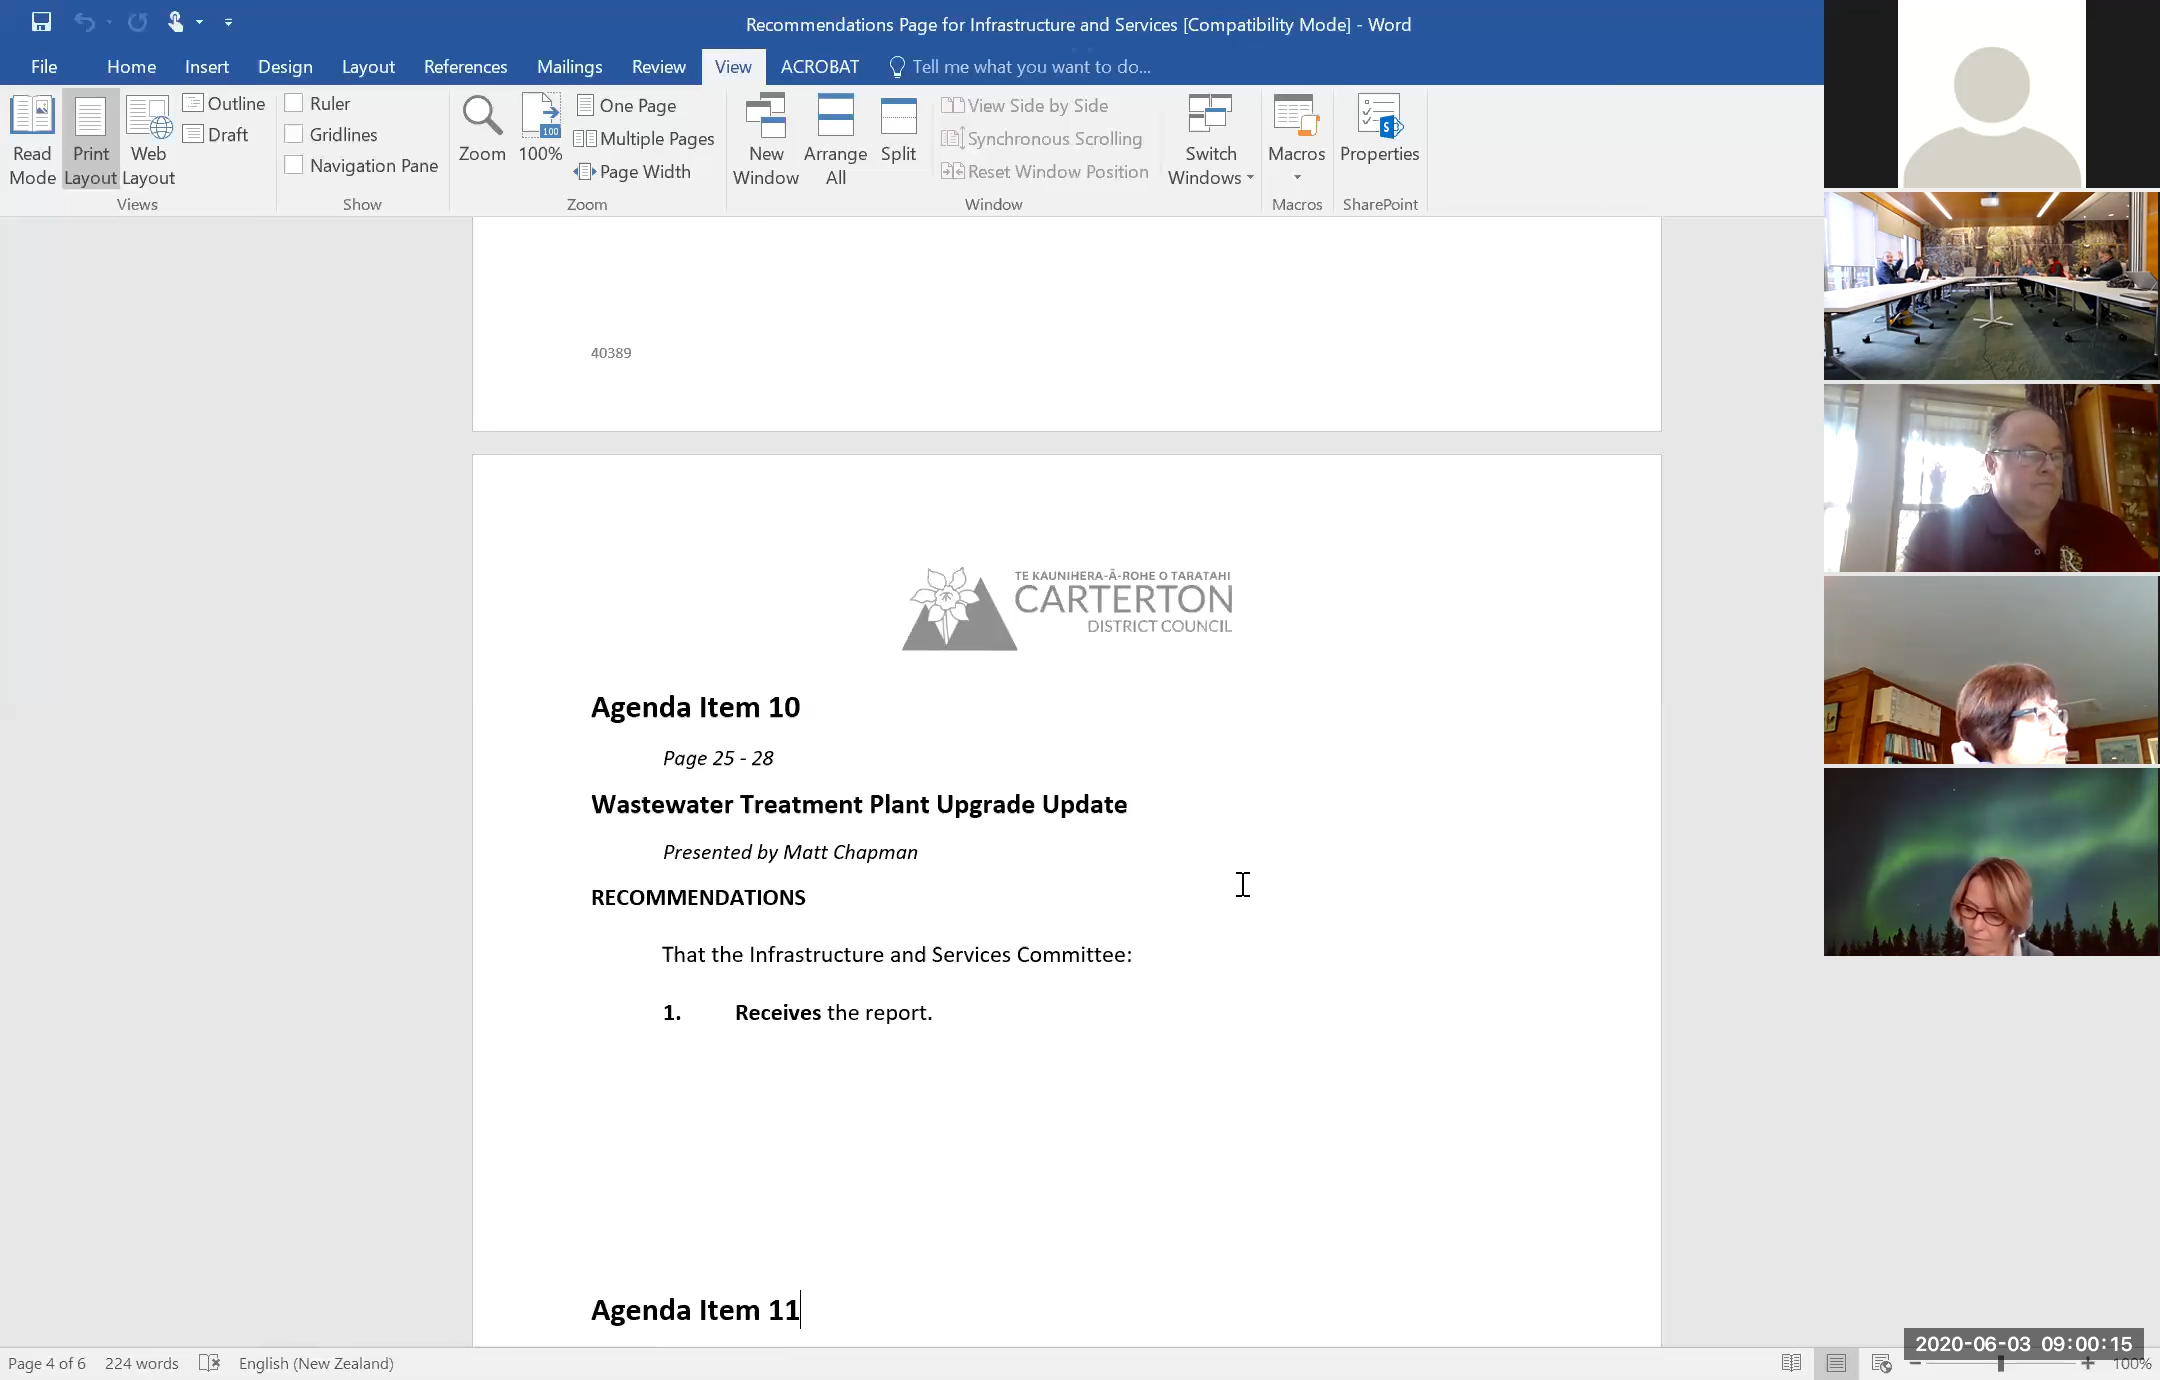 Recommendations Page for Infrastructure and Services [Compatibility Mode] - Word
File Home Insert Design Layout References Mailings Review View ACROBAT Tell me what you want to do...
Read Mode
Print Layout
Web Layout
Outline
Draft
Views
Ruler
Gridlines
Navigation Pane
Show
Zoom
100
100%
One Page
Multiple Pages
Page Width
Zoom
New Window
Arrange All
Split
View Side by Side
Synchronous Scrolling
Reset Window Position
Window
Switch Windows
Macros
Macros
Properties
SharePoint
40389
TE KAUNIHERA-Ā-ROHE O TARATAHI
CARTERTON
DISTRICT COUNCIL
Agenda Item 10
Page 25 - 28
Wastewater Treatment Plant Upgrade Update
Presented by Matt Chapman
RECOMMENDATIONS
That the Infrastructure and Services Committee:
1. Receives the report.
Agenda Item 11
Page 4 of 6 224 words English (New Zealand)
2020-06-03 09:00:15
100%